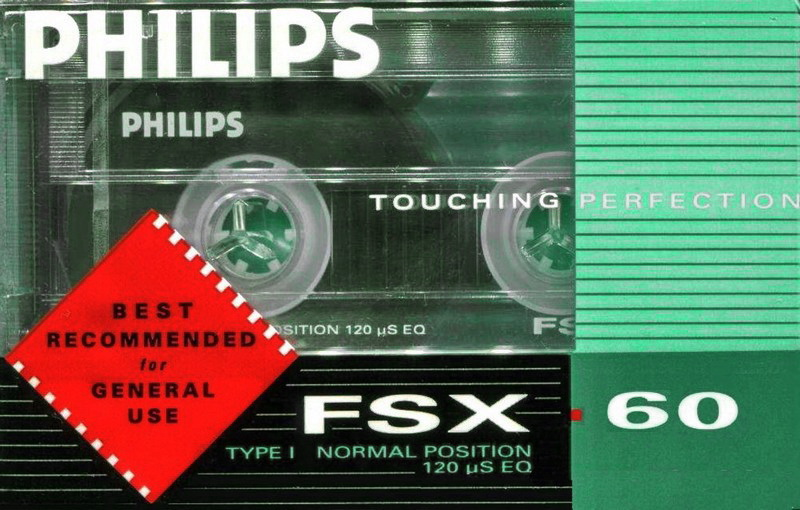 PHILIPS
PHILIPS
TOUCHING PERFECTION
OSITION 120 µS EQ
FS
BEST
RECOMMENDED
for
GENERAL
USE
FSX
60
TYPE I NORMAL POSITION
120 µS EQ